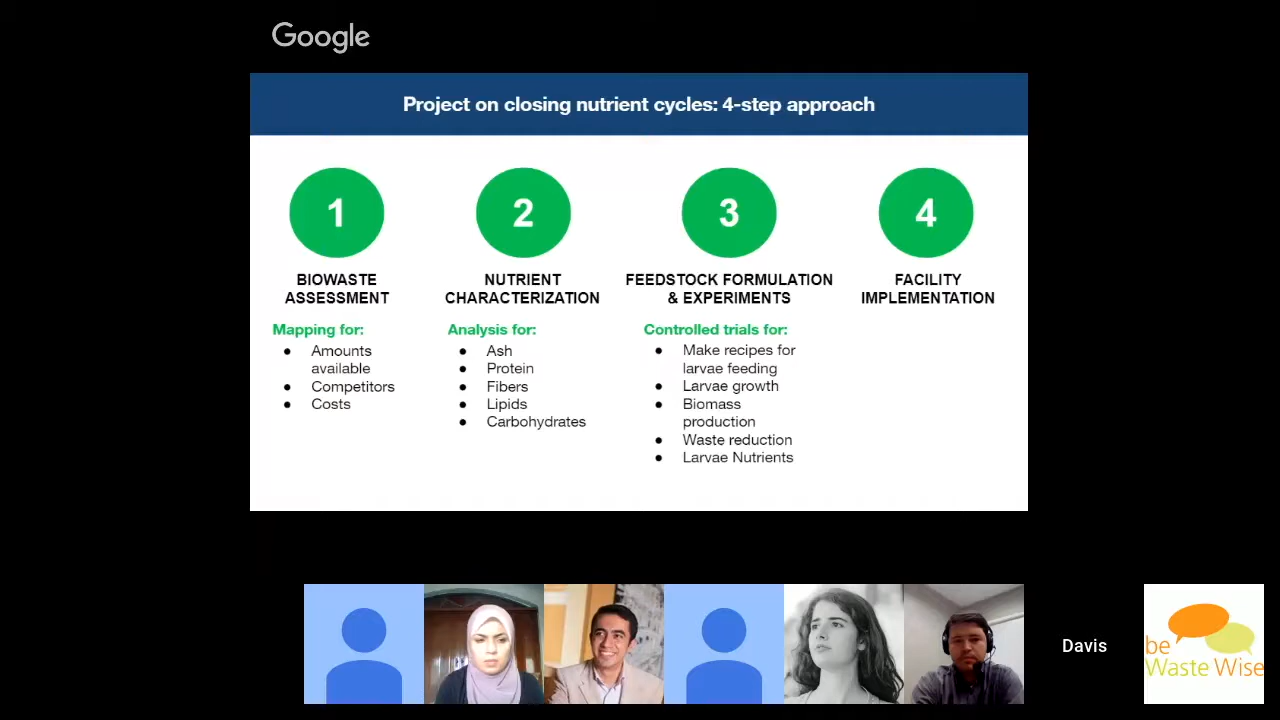 Google
Project on closing nutrient cycles: 4-step approach
1
2
3
4
BIOWASTE
ASSESSMENT
Mapping for:
● Amounts
available
● Competitors
● Costs
NUTRIENT
CHARACTERIZATION
Analysis for:
● Ash
● Protein
● Fibers
● Lipids
● Carbohydrates
FEEDSTOCK FORMULATION
& EXPERIMENTS
Controlled trials for:
● Make recipes for
larvae feeding
● Larvae growth
● Biomass
production
● Waste reduction
● Larvae Nutrients
FACILITY
IMPLEMENTATION
Davis
be
Waste Wise